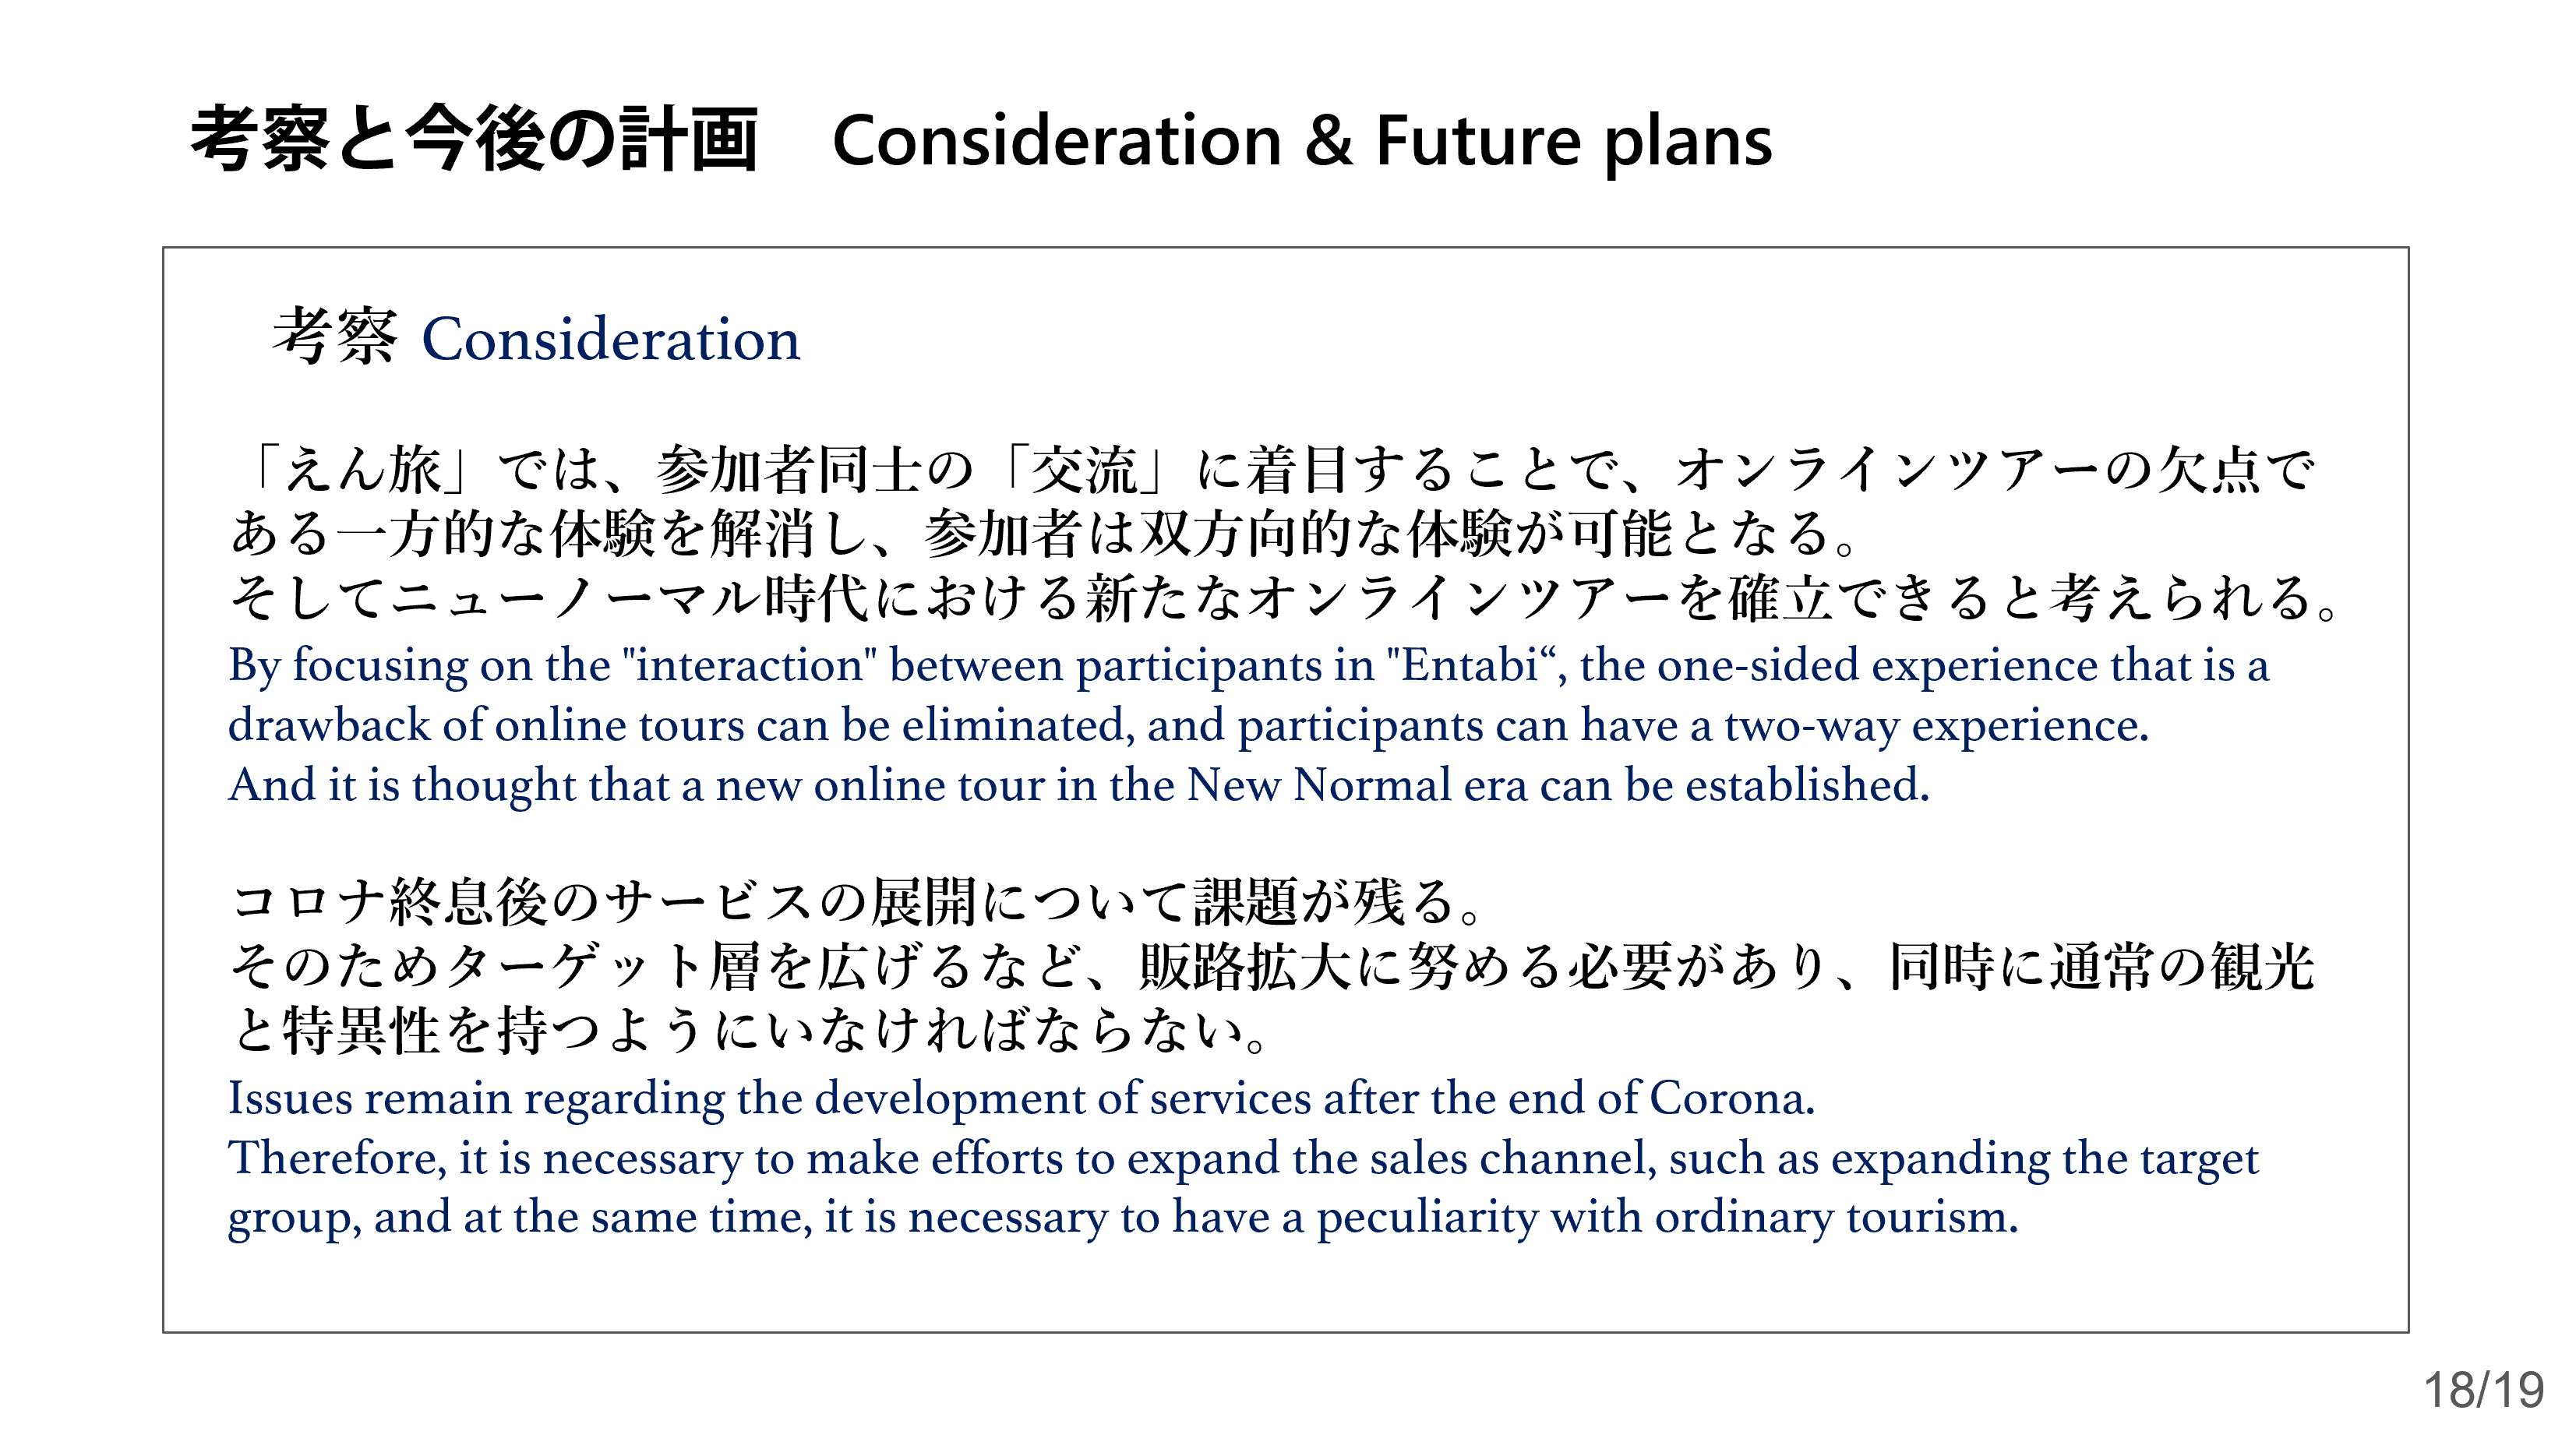 考察と今後の計画　Consideration & Future plans
考察 Consideration
「えん旅」では、参加者同士の「交流」に着目することで、オンラインツアーの欠点で
ある一方的な体験を解消し、参加者は双方向的な体験が可能となる。
そしてニューノーマル時代における新たなオンラインツアーを確立できると考えられる。
By focusing on the "interaction" between participants in "Entabi“, the one-sided experience that is a
drawback of online tours can be eliminated, and participants can have a two-way experience.
And it is thought that a new online tour in the New Normal era can be established.
コロナ終息後のサービスの展開について課題が残る。
そのためターゲット層を広げるなど、販路拡大に努める必要があり、同時に通常の観光
と特異性を持つようにいなければならない。
Issues remain regarding the development of services after the end of Corona.
Therefore, it is necessary to make efforts to expand the sales channel, such as expanding the target
group, and at the same time, it is necessary to have a peculiarity with ordinary tourism.
18/19